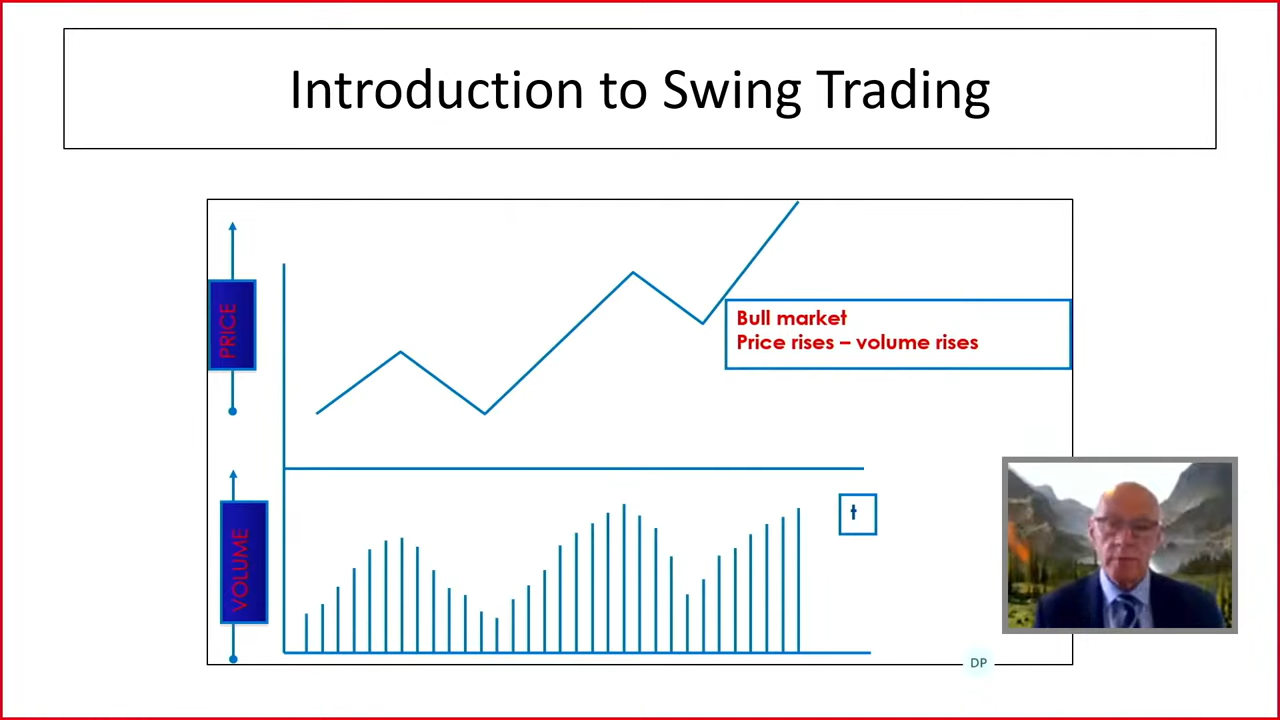 Introduction to Swing Trading
PRICE
Bull market
Price rises – volume rises
t
VOLUME
DP